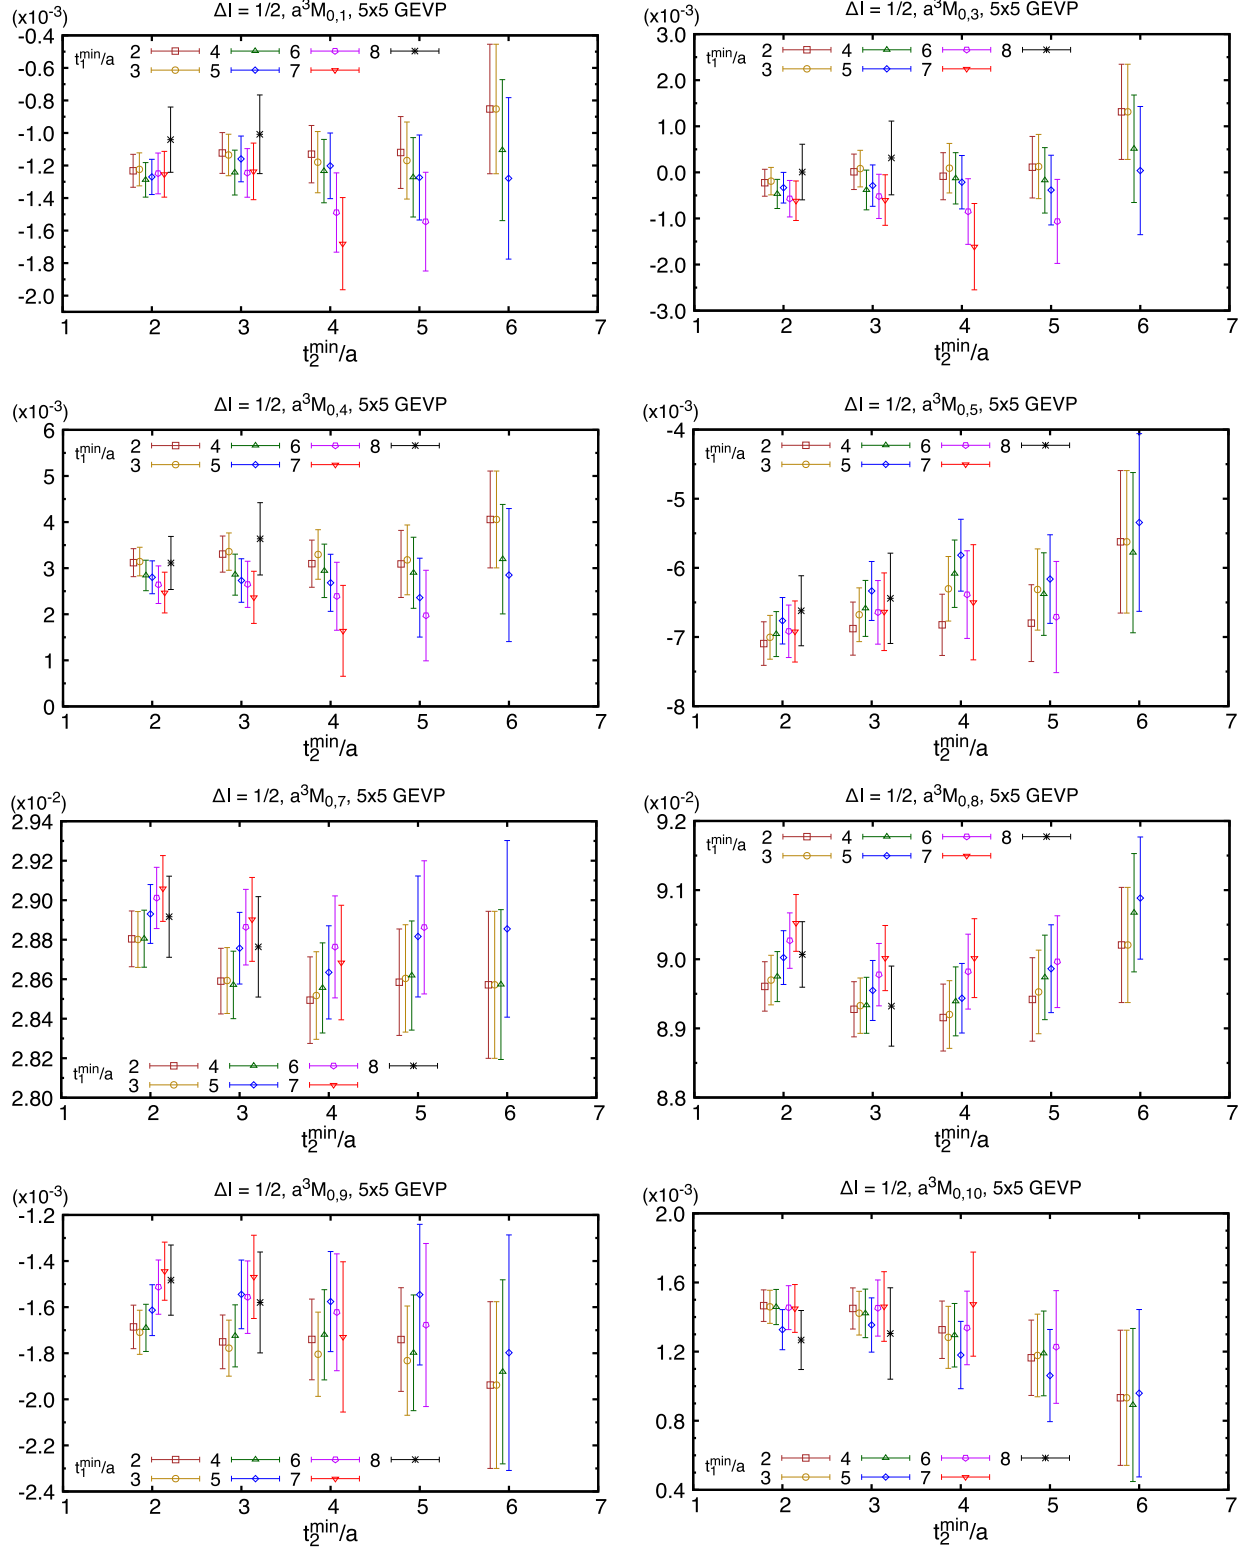 (x10⁻³) ΔI = 1/2, a³M₀,₁, 5x5 GEVP
-0.4
-0.6
-0.8
-1.0
-1.2
-1.4
-1.6
-1.8
-2.0
t₁ᵐⁱⁿ/a 2 4 6 8
3 5 7
1 2 3 4 5 6 7
t₂ᵐⁱⁿ/a
(x10⁻³) ΔI = 1/2, a³M₀,₃, 5x5 GEVP
3.0
2.0
1.0
0.0
-1.0
-2.0
-3.0
t₁ᵐⁱⁿ/a 2 4 6 8
3 5 7
1 2 3 4 5 6 7
t₂ᵐⁱⁿ/a
(x10⁻³) ΔI = 1/2, a³M₀,₄, 5x5 GEVP
6
5
4
3
2
1
0
t₁ᵐⁱⁿ/a 2 4 6 8
3 5 7
1 2 3 4 5 6 7
t₂ᵐⁱⁿ/a
(x10⁻³) ΔI = 1/2, a³M₀,₅, 5x5 GEVP
-4
-5
-6
-7
-8
t₁ᵐⁱⁿ/a 2 4 6 8
3 5 7
1 2 3 4 5 6 7
t₂ᵐⁱⁿ/a
(x10⁻²) ΔI = 1/2, a³M₀,₇, 5x5 GEVP
2.94
2.92
2.90
2.88
2.86
2.84
2.82
2.80
t₁ᵐⁱⁿ/a 2 4 6 8
3 5 7
1 2 3 4 5 6 7
t₂ᵐⁱⁿ/a
(x10⁻²) ΔI = 1/2, a³M₀,₈, 5x5 GEVP
9.2
9.1
9.0
8.9
8.8
t₁ᵐⁱⁿ/a 2 4 6 8
3 5 7
1 2 3 4 5 6 7
t₂ᵐⁱⁿ/a
(x10⁻³) ΔI = 1/2, a³M₀,₉, 5x5 GEVP
-1.2
-1.4
-1.6
-1.8
-2.0
-2.2
-2.4
t₁ᵐⁱⁿ/a 2 4 6 8
3 5 7
1 2 3 4 5 6 7
t₂ᵐⁱⁿ/a
(x10⁻³) ΔI = 1/2, a³M₀,₁₀, 5x5 GEVP
2.0
1.6
1.2
0.8
0.4
t₁ᵐⁱⁿ/a 2 4 6 8
3 5 7
1 2 3 4 5 6 7
t₂ᵐⁱⁿ/a